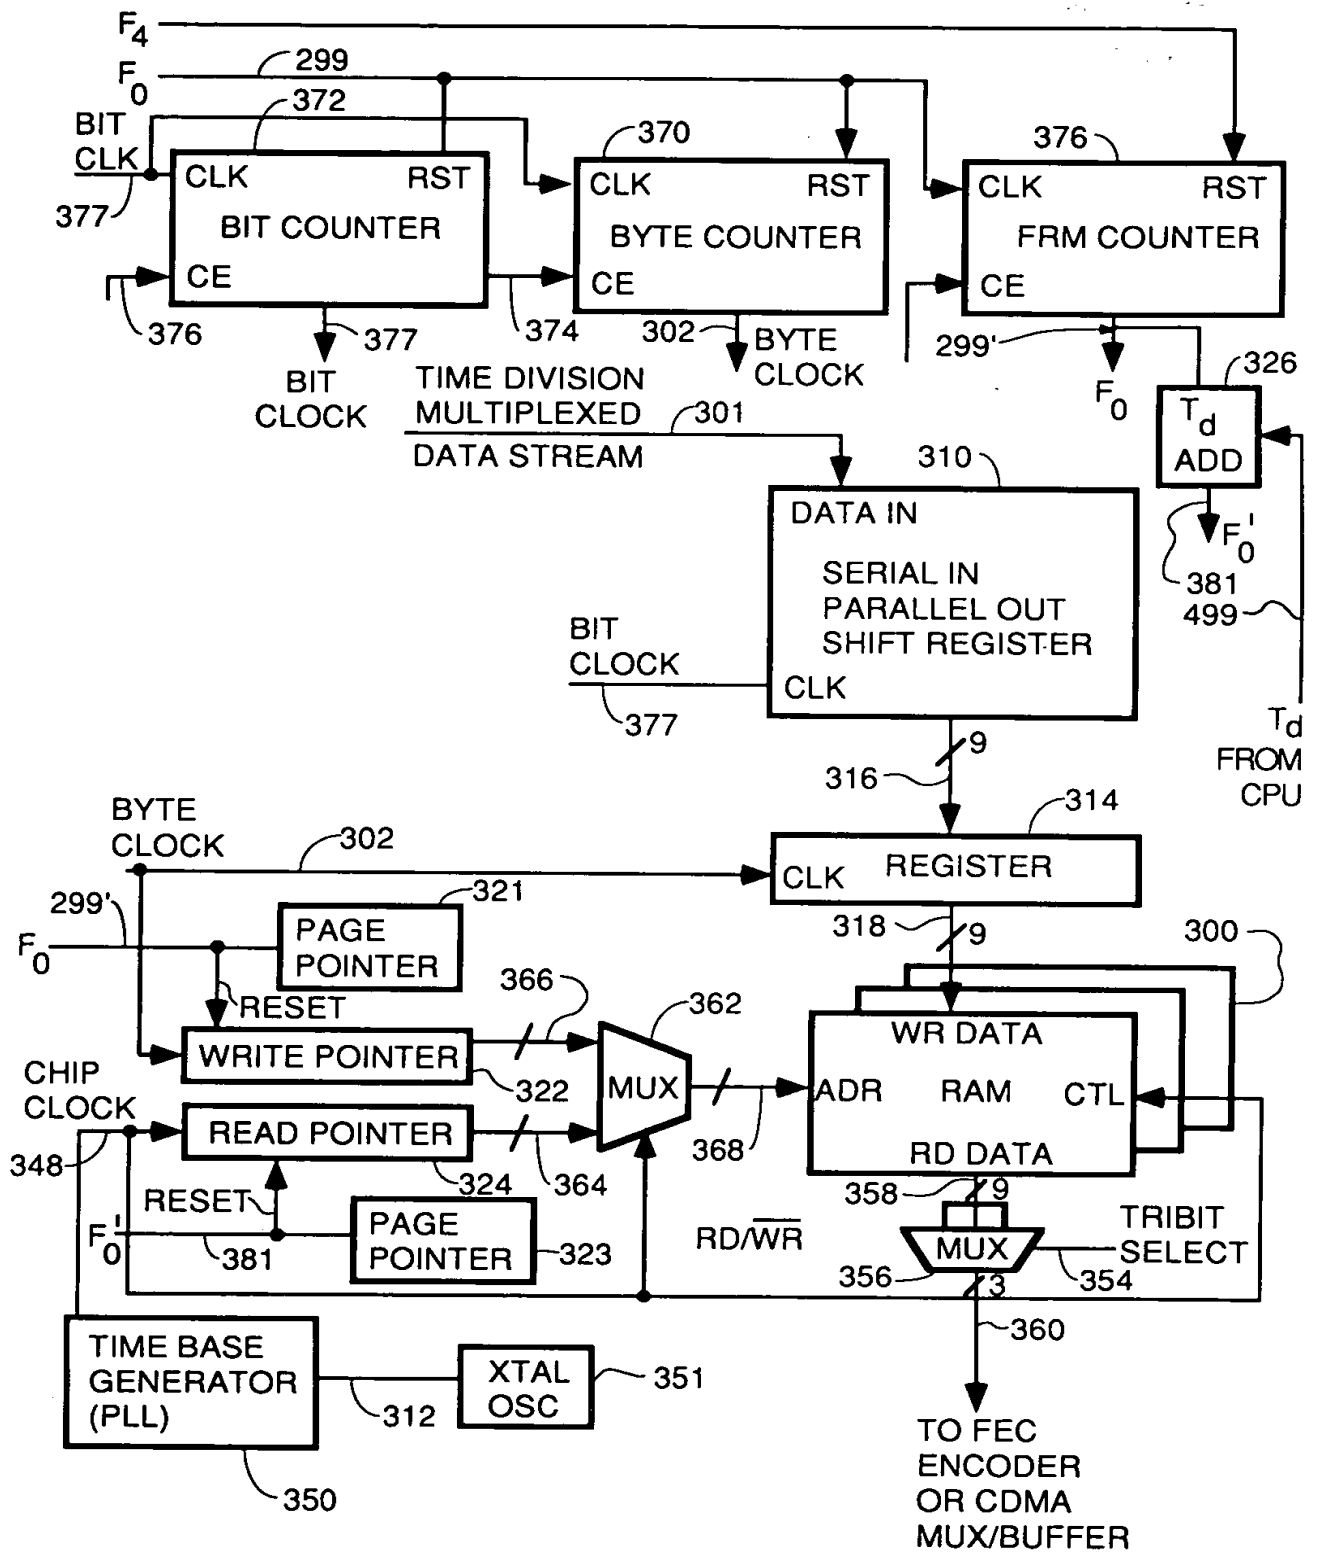 F4
F0
299
372
BIT
CLK
377
CLK
RST
BIT COUNTER
CE
376
377
BIT
CLOCK
374
370
CLK
RST
BYTE COUNTER
CE
302
BYTE
CLOCK
376
CLK
RST
FRM COUNTER
CE
299'
F0
326
Td
ADD
F0'
381
499
Td
FROM
CPU
TIME DIVISION
MULTIPLEXED
DATA STREAM
301
310
DATA IN
SERIAL IN
PARALLEL OUT
SHIFT REGISTER
CLK
BIT
CLOCK
377
9
316
314
REGISTER
CLK
BYTE
CLOCK
302
318
9
300
299'
F0
321
PAGE
POINTER
RESET
WRITE POINTER
322
366
362
MUX
368
CHIP
CLOCK
348
READ POINTER
324
364
RESET
F0'
381
PAGE
POINTER
323
WR DATA
ADR
RAM
CTL
RD DATA
358
9
RD/W̅R̅
MUX
356
3
TRIBIT
SELECT
354
360
TIME BASE
GENERATOR
(PLL)
350
312
XTAL
OSC
351
TO FEC
ENCODER
OR CDMA
MUX/BUFFER